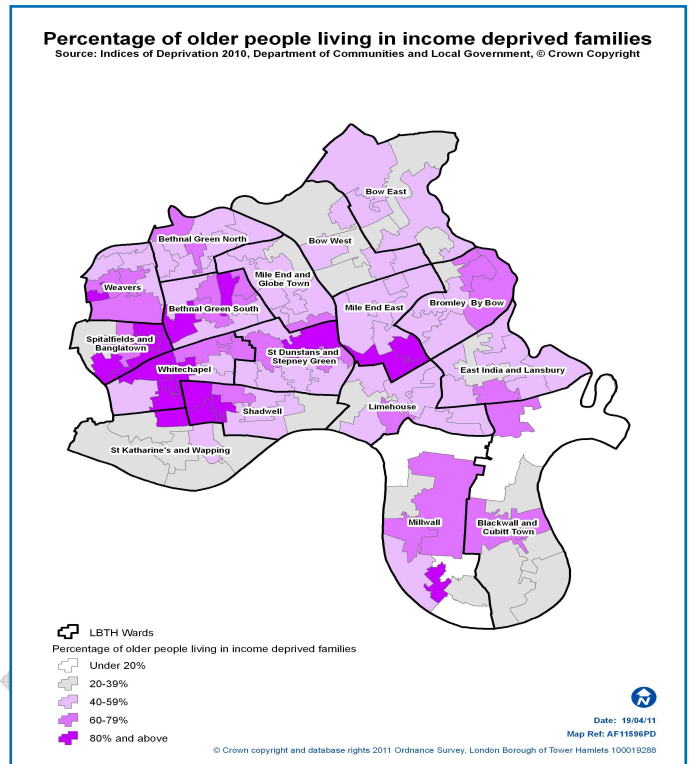 Percentage of older people living in income deprived families
Source: Indices of Deprivation 2010, Department of Communities and Local Government, © Crown Copyright
Bow East
Bethnal Green North
Bow West
Mile End and
Globe Town
Weavers
Bethnal Green South
Mile End East
Bromley  By Bow
Spitalfields and
Banglatown
St Dunstans and
Stepney Green
Whitechapel
East India and Lansbury
Shadwell
Limehouse
St Katharine's and Wapping
Millwall
Blackwall and
Cubitt Town
LBTH Wards
Percentage of older people living in income deprived families
Under 20%
20-39%
40-59%
60-79%
80% and above
N
Date: 19/04/11
Map Ref: AF11596PD
© Crown copyright and database rights 2011 Ordnance Survey, London Borough of Tower Hamlets 100019288